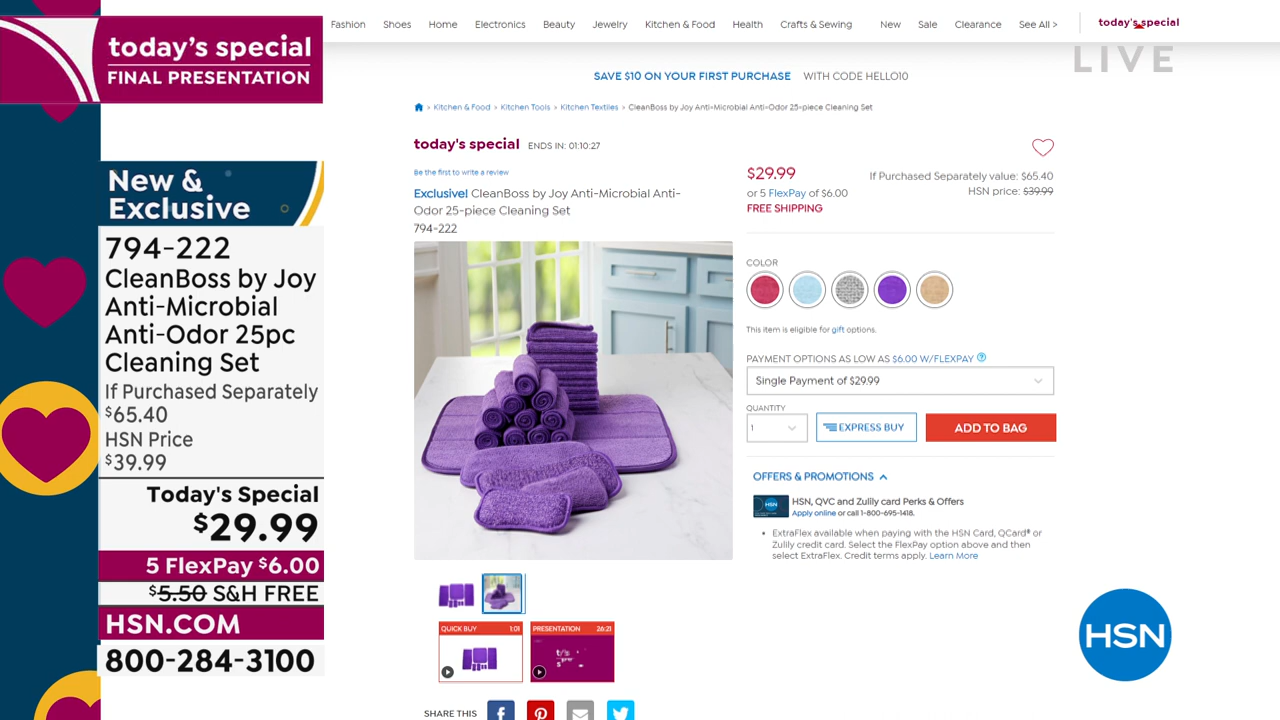 today's special
FINAL PRESENTATION
New &
Exclusive
794-222
CleanBoss by Joy
Anti-Microbial
Anti-Odor 25pc
Cleaning Set
If Purchased Separately
$65.40
HSN Price
$39.99
Today's Special
$29.99
5 FlexPay $6.00
$5.50 S&H FREE
HSN.COM
800-284-3100
Fashion Shoes Home Electronics Beauty Jewelry Kitchen & Food Health Crafts & Sewing New Sale Clearance See All > today's special
LIVE
SAVE $10 ON YOUR FIRST PURCHASE WITH CODE HELLO10
> Kitchen & Food > Kitchen Tools > Kitchen Textiles > CleanBoss by Joy Anti-Microbial Anti-Odor 25-piece Cleaning Set
today's special ENDS IN: 01:10:27
Be the first to write a review
Exclusive! CleanBoss by Joy Anti-Microbial Anti-
Odor 25-piece Cleaning Set
794-222
$29.99
or 5 FlexPay of $6.00
FREE SHIPPING
If Purchased Separately value: $65.40
HSN price: $39.99
COLOR
This item is eligible for gift options.
PAYMENT OPTIONS AS LOW AS $6.00 W/FLEXPAY ?
Single Payment of $29.99
QUANTITY
1
EXPRESS BUY
ADD TO BAG
OFFERS & PROMOTIONS
HSN
HSN, QVC and Zulily card Perks & Offers
Apply online or call 1-800-695-1418.
• ExtraFlex available when paying with the HSN Card, QCard® or
Zulily credit card. Select the FlexPay option above and then
select ExtraFlex. Credit terms apply. Learn More
QUICK BUY 1:01
PRESENTATION 26:21
SHARE THIS
HSN